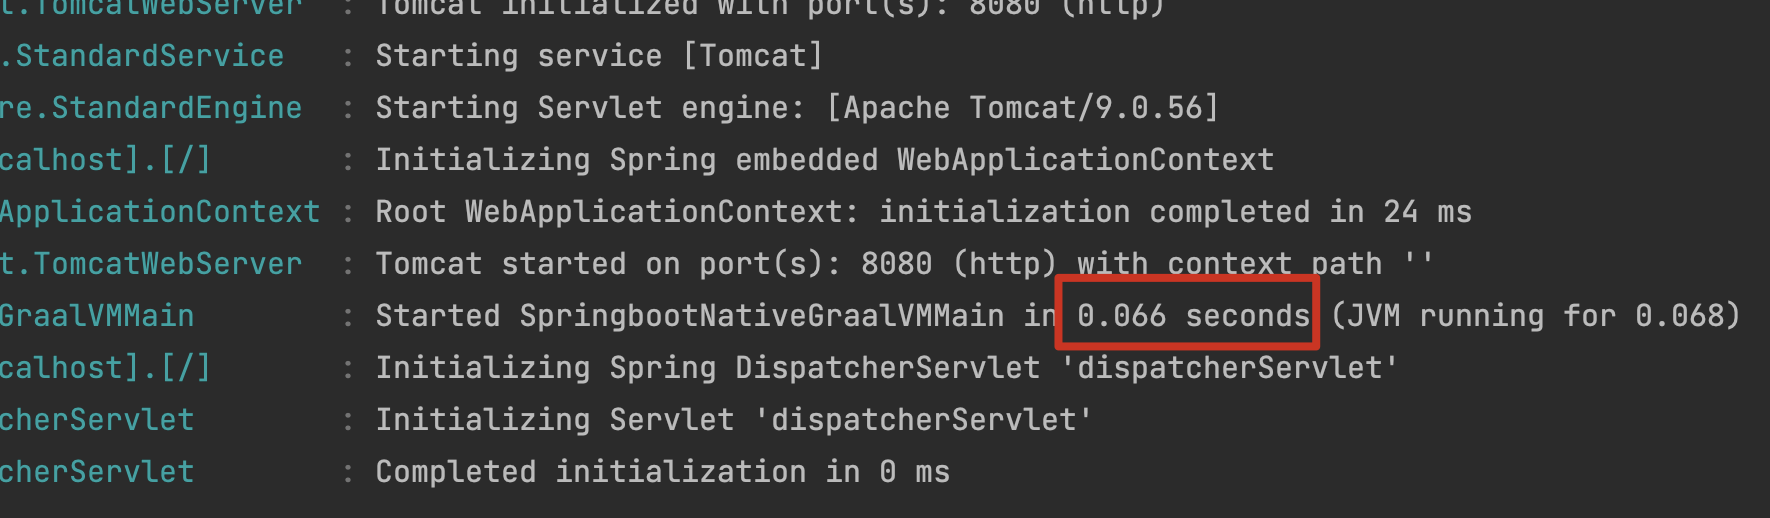 t.TomcatWebServer : Tomcat initialized with port(s): 8080 (http)
.StandardService : Starting service [Tomcat]
re.StandardEngine : Starting Servlet engine: [Apache Tomcat/9.0.56]
calhost].[/] : Initializing Spring embedded WebApplicationContext
ApplicationContext : Root WebApplicationContext: initialization completed in 24 ms
t.TomcatWebServer : Tomcat started on port(s): 8080 (http) with context path ''
GraalVMMain : Started SpringbootNativeGraalVMMain in 0.066 seconds (JVM running for 0.068)
calhost].[/] : Initializing Spring DispatcherServlet 'dispatcherServlet'
cherServlet : Initializing Servlet 'dispatcherServlet'
cherServlet : Completed initialization in 0 ms